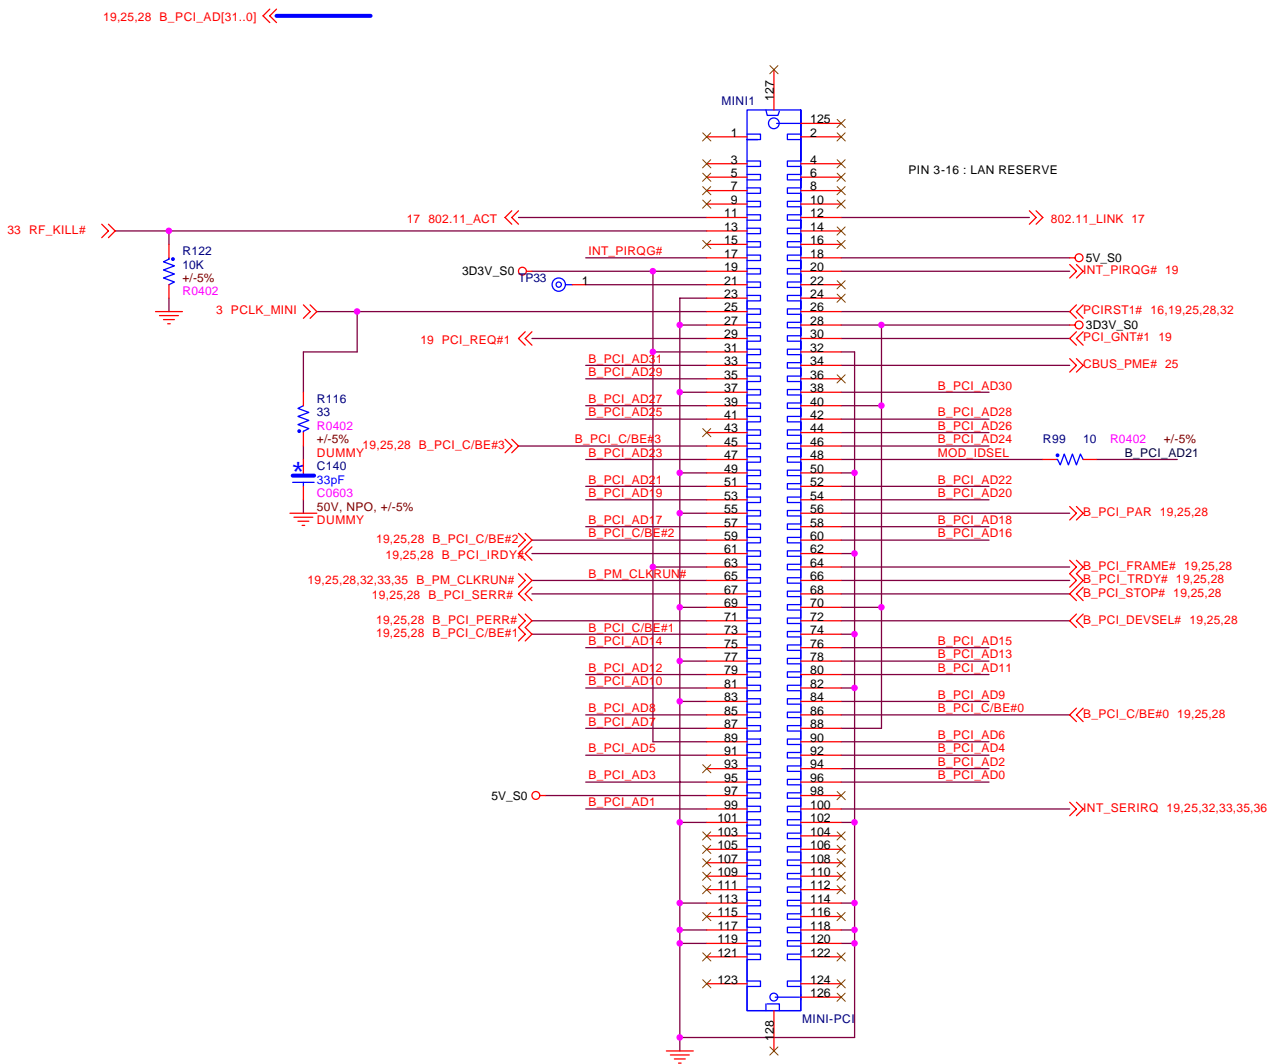 19,25,28 B_PCI_AD[31..0]
127
MINI1
125
1 2
3 4
PIN 3-16 : LAN RESERVE
5 6
7 8
9 10
17 802.11_ACT 11 12 802.11_LINK 17
33 RF_KILL# 13 14
15 16
R122
10K
+/-5%
R0402
INT_PIRQG# 17 18 5V_S0
3D3V_S0 19 20 INT_PIRQG# 19
TP33 1 21 22
23 24
3 PCLK_MINI 25 26 PCIRST1# 16,19,25,28,32
27 28 3D3V_S0
19 PCI_REQ#1 29 30 PCI_GNT#1 19
31 32
B_PCI_AD31 33 34 CBUS_PME# 25
B_PCI_AD29 35 36
37 38 B_PCI_AD30
B_PCI_AD27 39 40
B_PCI_AD25 41 42 B_PCI_AD28
43 44 B_PCI_AD26
19,25,28 B_PCI_C/BE#3 B_PCI_C/BE#3 45 46 B_PCI_AD24
B_PCI_AD23 47 48 MOD_IDSEL
R99 10 R0402 +/-5%
B_PCI_AD21
R116
33
R0402
+/-5%
DUMMY
C140
33pF
C0603
50V, NPO, +/-5%
DUMMY
49 50
B_PCI_AD21 51 52 B_PCI_AD22
B_PCI_AD19 53 54 B_PCI_AD20
55 56 B_PCI_PAR 19,25,28
B_PCI_AD17 57 58 B_PCI_AD18
19,25,28 B_PCI_C/BE#2 B_PCI_C/BE#2 59 60 B_PCI_AD16
19,25,28 B_PCI_IRDY# 61 62
63 64 B_PCI_FRAME# 19,25,28
19,25,28,32,33,35 B_PM_CLKRUN# B_PM_CLKRUN# 65 66 B_PCI_TRDY# 19,25,28
19,25,28 B_PCI_SERR# 67 68 B_PCI_STOP# 19,25,28
69 70
19,25,28 B_PCI_PERR# 71 72 B_PCI_DEVSEL# 19,25,28
19,25,28 B_PCI_C/BE#1 B_PCI_C/BE#1 73 74
B_PCI_AD14 75 76 B_PCI_AD15
77 78 B_PCI_AD13
B_PCI_AD12 79 80 B_PCI_AD11
B_PCI_AD10 81 82
83 84 B_PCI_AD9
B_PCI_AD8 85 86 B_PCI_C/BE#0 B_PCI_C/BE#0 19,25,28
B_PCI_AD7 87 88
89 90 B_PCI_AD6
B_PCI_AD5 91 92 B_PCI_AD4
93 94 B_PCI_AD2
B_PCI_AD3 95 96 B_PCI_AD0
5V_S0 97 98
B_PCI_AD1 99 100 INT_SERIRQ 19,25,32,33,35,36
101 102
103 104
105 106
107 108
109 110
111 112
113 114
115 116
117 118
119 120
121 122
123 124
126
MINI-PCI
128